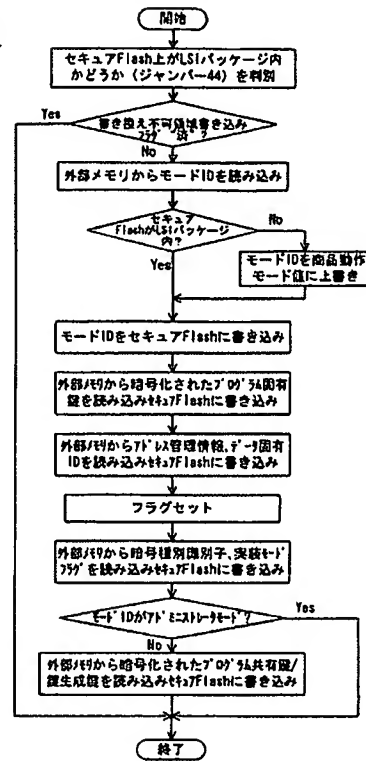 開始
セキュアFlash上がLSIパッケージ内
かどうか（ジャンパー44）を判別
Yes
書き換え不可領域書き込み
フラグ 済？
No
外部メモリからモードIDを読み込み
セキュア
FlashがLSIパッケージ
内？
No
Yes
モードIDを商品動作
モード値に上書き
モードIDをセキュアFlashに書き込み
外部メモリから暗号化されたプログラム固有
鍵を読み込みセキュアFlashに書き込み
外部メモリからアドレス管理情報、データ固有
IDを読み込みセキュアFlashに書き込み
フラグセット
外部メモリから暗号種別識別子、実装モード
フラグを読み込みセキュアFlashに書き込み
モードIDがアドミニストレータモード？
Yes
No
外部メモリから暗号化されたプログラム共有鍵/
鍵生成鍵を読み込みセキュアFlashに書き込み
終了